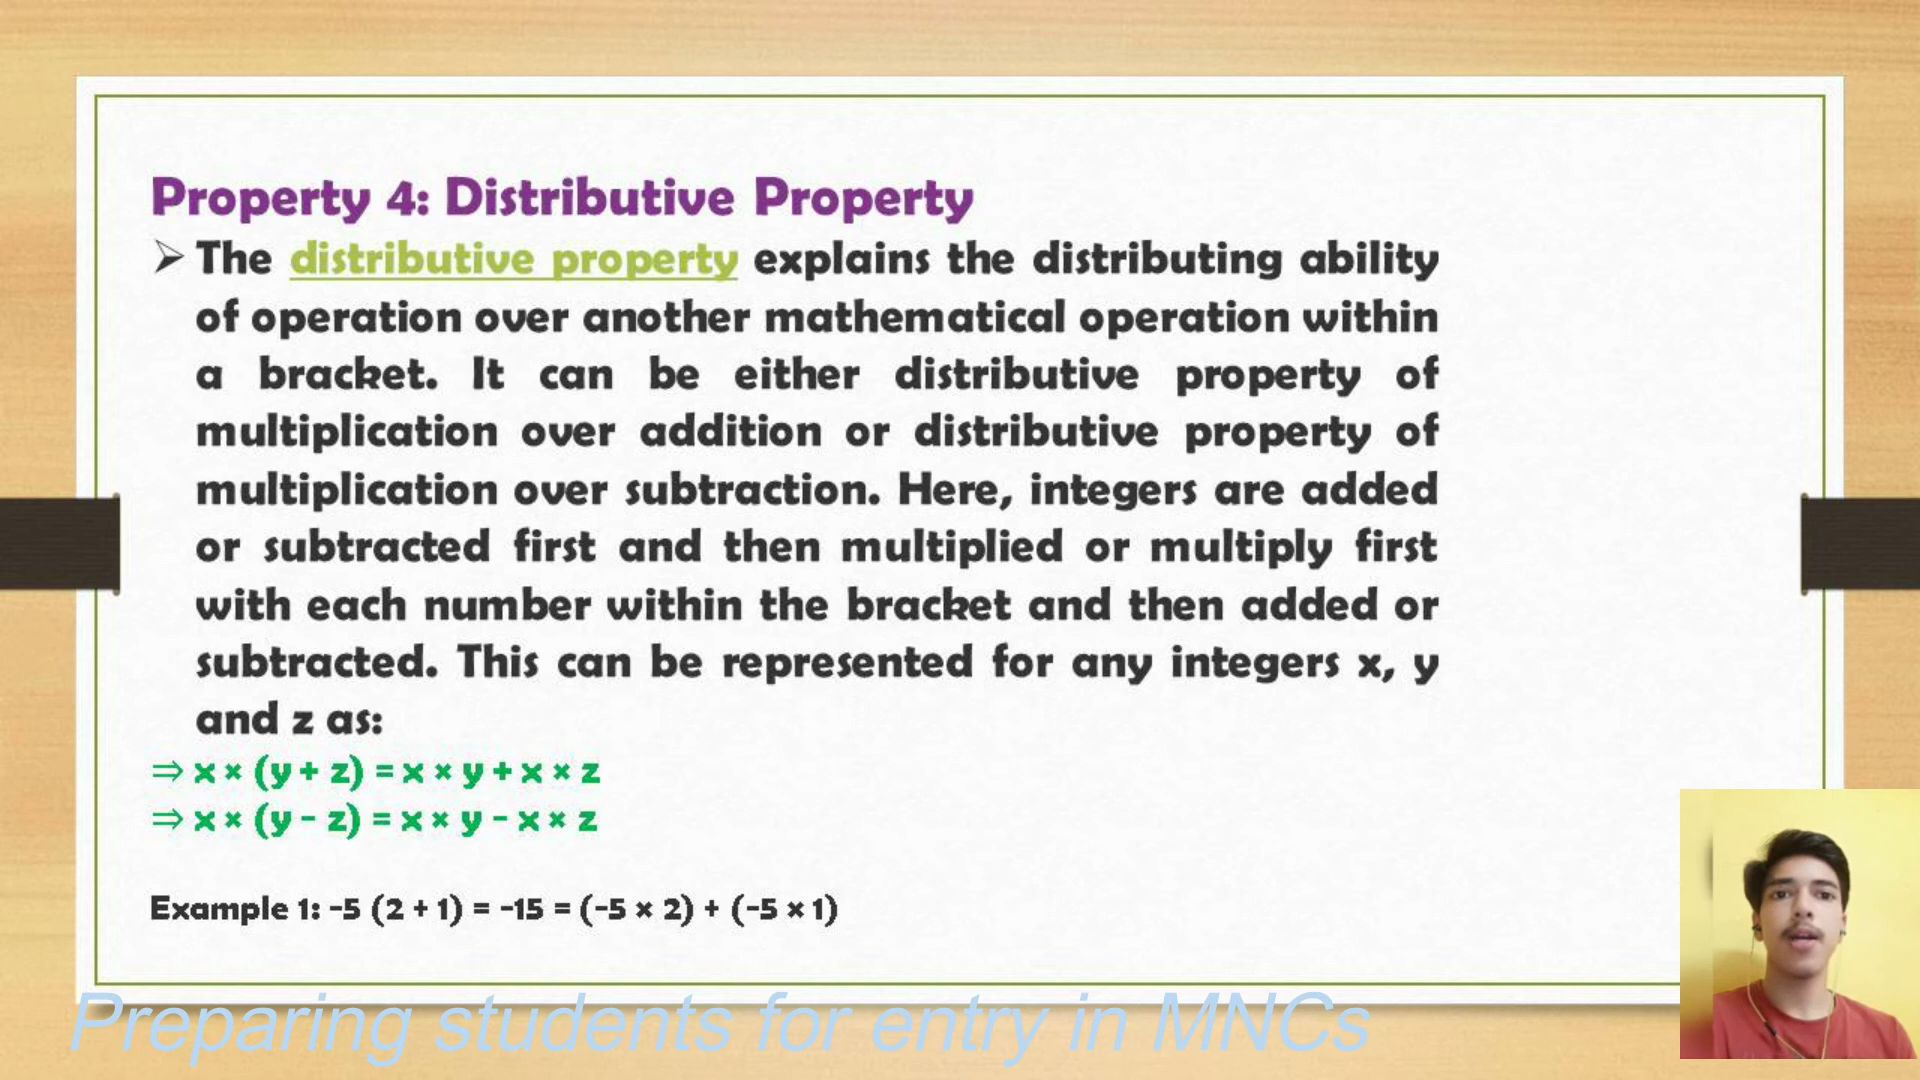 Property 4: Distributive Property
➢ The distributive property explains the distributing ability
of operation over another mathematical operation within
a bracket. It can be either distributive property of
multiplication over addition or distributive property of
multiplication over subtraction. Here, integers are added
or subtracted first and then multiplied or multiply first
with each number within the bracket and then added or
subtracted. This can be represented for any integers x, y
and z as:
⇒ x × (y + z) = x × y + x × z
⇒ x × (y − z) = x × y − x × z
Example 1: −5 (2 + 1) = −15 = (−5 × 2) + (−5 × 1)
Preparing students for entry in MNCs